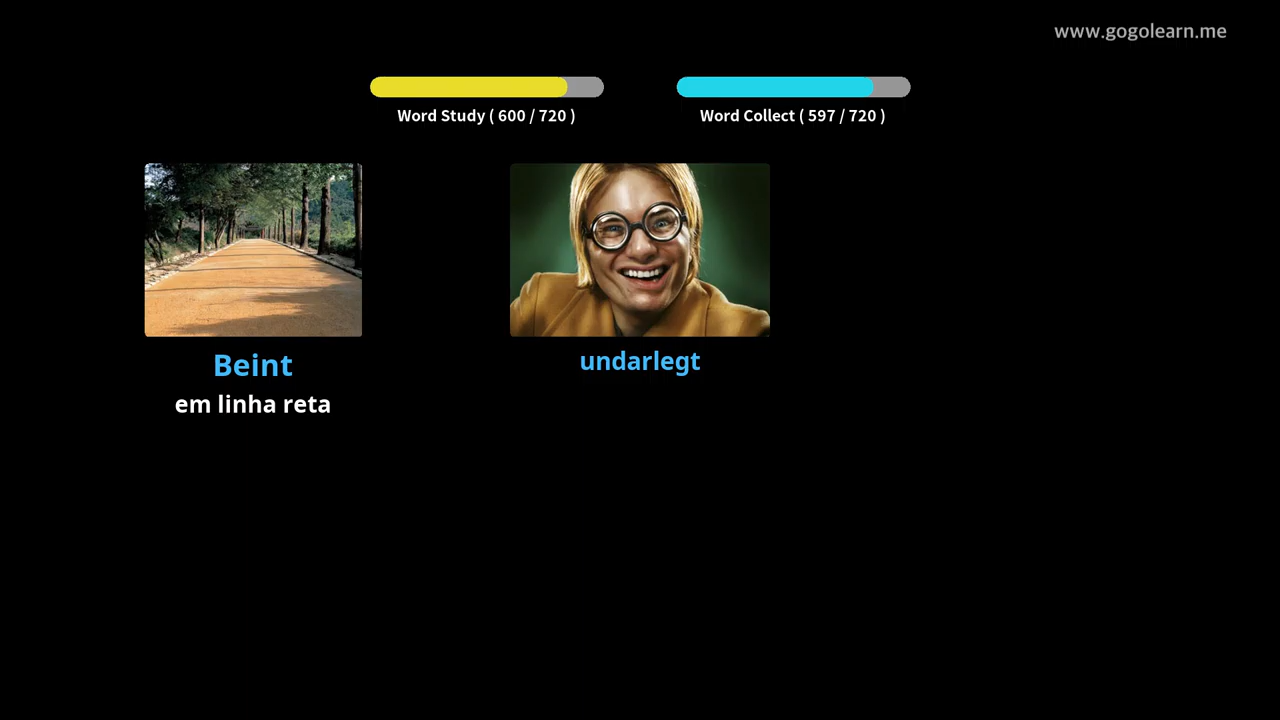 www.gogolearn.me
Word Study ( 600 / 720 )
Word Collect ( 597 / 720 )
Beint
em linha reta
undarlegt